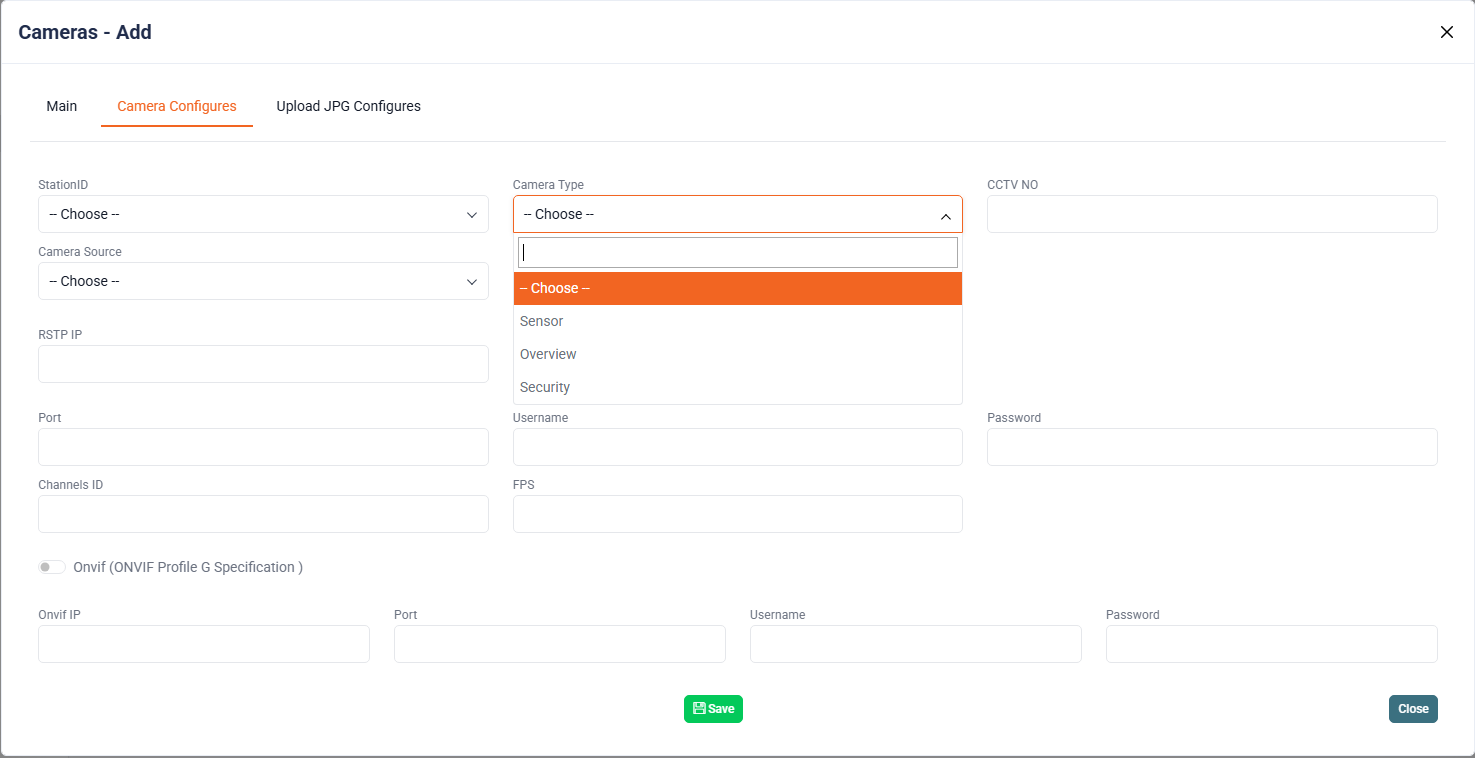 Cameras - Add
Main Camera Configures Upload JPG Configures
StationID Camera Type CCTV NO
-- Choose -- -- Choose --
Camera Source
-- Choose --
-- Choose --
Sensor
RSTP IP
Overview
Security
Port Username Password
Channels ID FPS
Onvif (ONVIF Profile G Specification )
Onvif IP Port Username Password
Save Close